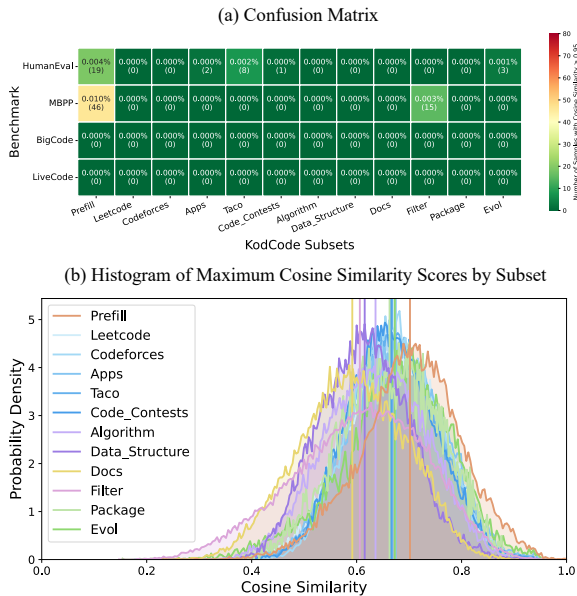 (a) Confusion Matrix
Benchmark
HumanEval
0.004% 0.000% 0.000% 0.000% 0.002% 0.000% 0.000% 0.000% 0.000% 0.000% 0.000% 0.001%
(19) (0) (0) (2) (8) (1) (0) (0) (0) (0) (0) (3)
MBPP
0.010% 0.000% 0.000% 0.000% 0.000% 0.000% 0.000% 0.000% 0.000% 0.003% 0.000% 0.000%
(46) (0) (0) (0) (0) (0) (0) (0) (0) (15) (0) (0)
BigCode
0.000% 0.000% 0.000% 0.000% 0.000% 0.000% 0.000% 0.000% 0.000% 0.000% 0.000% 0.000%
(0) (0) (0) (0) (0) (0) (0) (0) (0) (0) (0) (0)
LiveCode
0.000% 0.000% 0.000% 0.000% 0.000% 0.000% 0.000% 0.000% 0.000% 0.000% 0.000% 0.000%
(0) (0) (0) (0) (0) (0) (0) (0) (0) (0) (0) (0)
Prefill Leetcode Codeforces Apps Taco Code_Contests Algorithm Data_Structure Docs Filter Package Evol
KodCode Subsets
80
70
60
50
40
30
20
10
0
Number of Samples with Cosine Similarity ≥ 0.95
(b) Histogram of Maximum Cosine Similarity Scores by Subset
Probability Density
5
4
3
2
1
0
Prefill
Leetcode
Codeforces
Apps
Taco
Code_Contests
Algorithm
Data_Structure
Docs
Filter
Package
Evol
0.0 0.2 0.4 0.6 0.8 1.0
Cosine Similarity